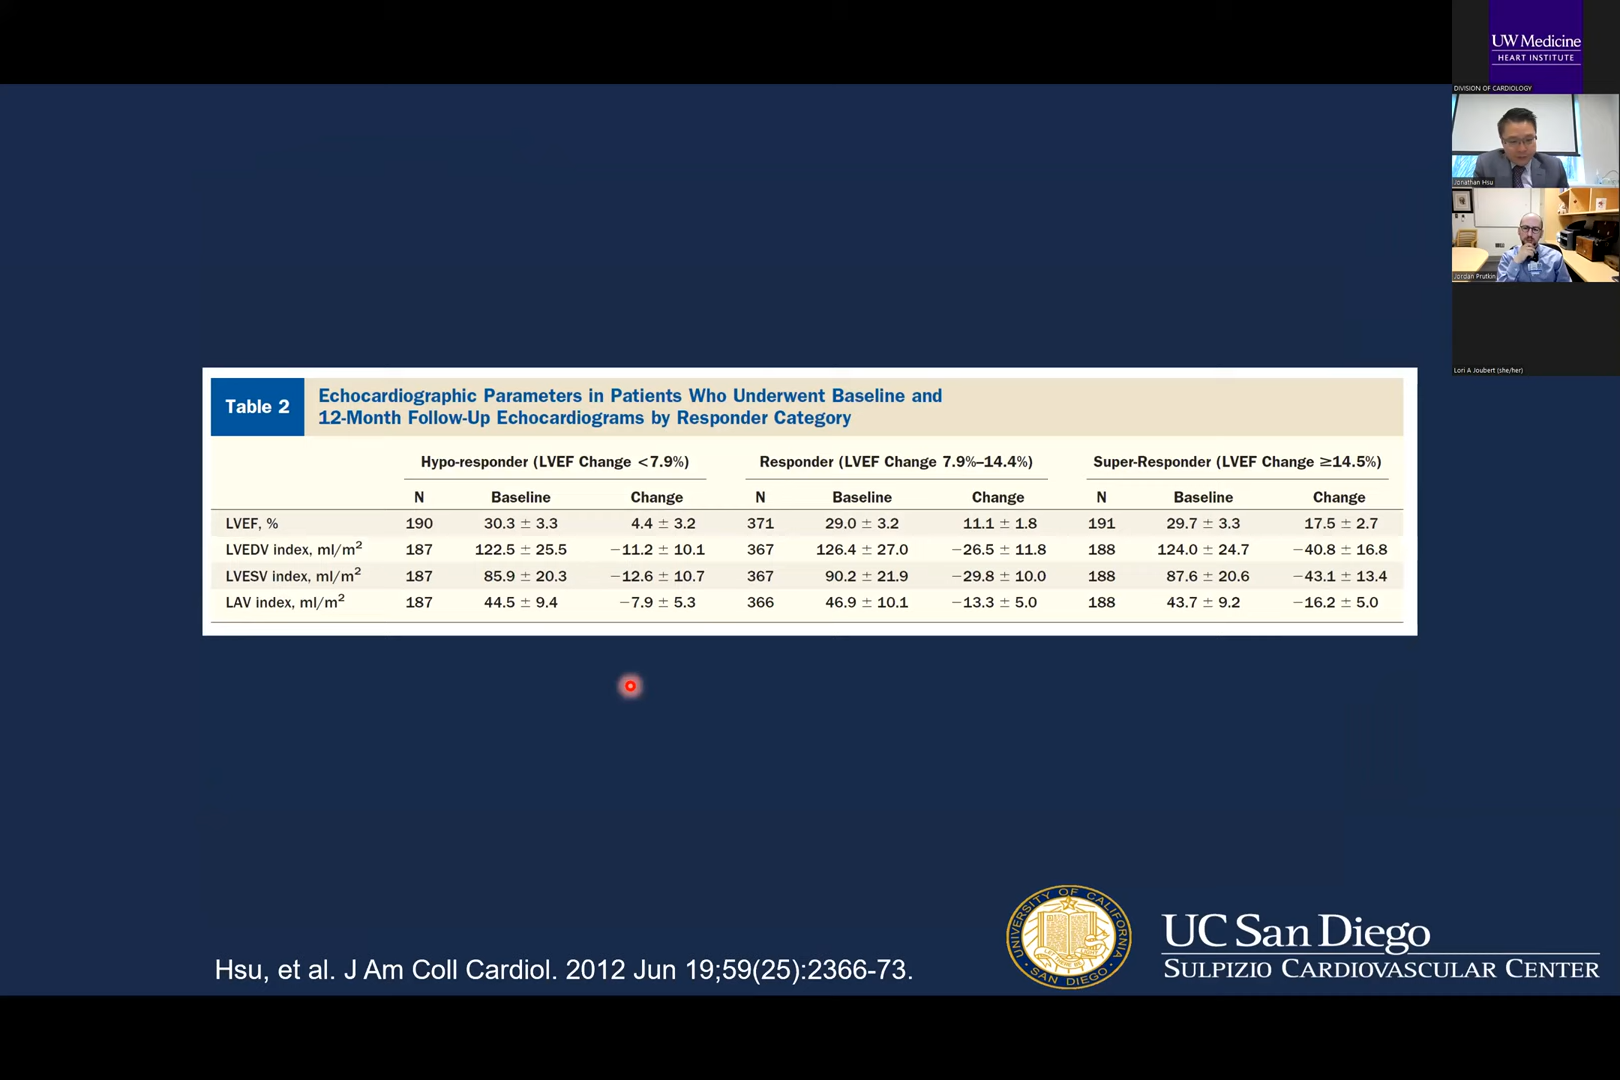 UW Medicine
HEART INSTITUTE
DIVISION OF CARDIOLOGY
Jonathan Hsu
Jordan Prutkin
Lori A Joubert (she/her)
Table 2
Echocardiographic Parameters in Patients Who Underwent Baseline and
12-Month Follow-Up Echocardiograms by Responder Category
Hypo-responder (LVEF Change <7.9%) Responder (LVEF Change 7.9%–14.4%) Super-Responder (LVEF Change ≥14.5%)
N Baseline Change N Baseline Change N Baseline Change
LVEF, % 190 30.3 ± 3.3 4.4 ± 3.2 371 29.0 ± 3.2 11.1 ± 1.8 191 29.7 ± 3.3 17.5 ± 2.7
LVEDV index, ml/m² 187 122.5 ± 25.5 −11.2 ± 10.1 367 126.4 ± 27.0 −26.5 ± 11.8 188 124.0 ± 24.7 −40.8 ± 16.8
LVESV index, ml/m² 187 85.9 ± 20.3 −12.6 ± 10.7 367 90.2 ± 21.9 −29.8 ± 10.0 188 87.6 ± 20.6 −43.1 ± 13.4
LAV index, ml/m² 187 44.5 ± 9.4 −7.9 ± 5.3 366 46.9 ± 10.1 −13.3 ± 5.0 188 43.7 ± 9.2 −16.2 ± 5.0
Hsu, et al. J Am Coll Cardiol. 2012 Jun 19;59(25):2366-73.
UNIVERSITY OF CALIFORNIA
SAN DIEGO
UC San Diego
SULPIZIO CARDIOVASCULAR CENTER